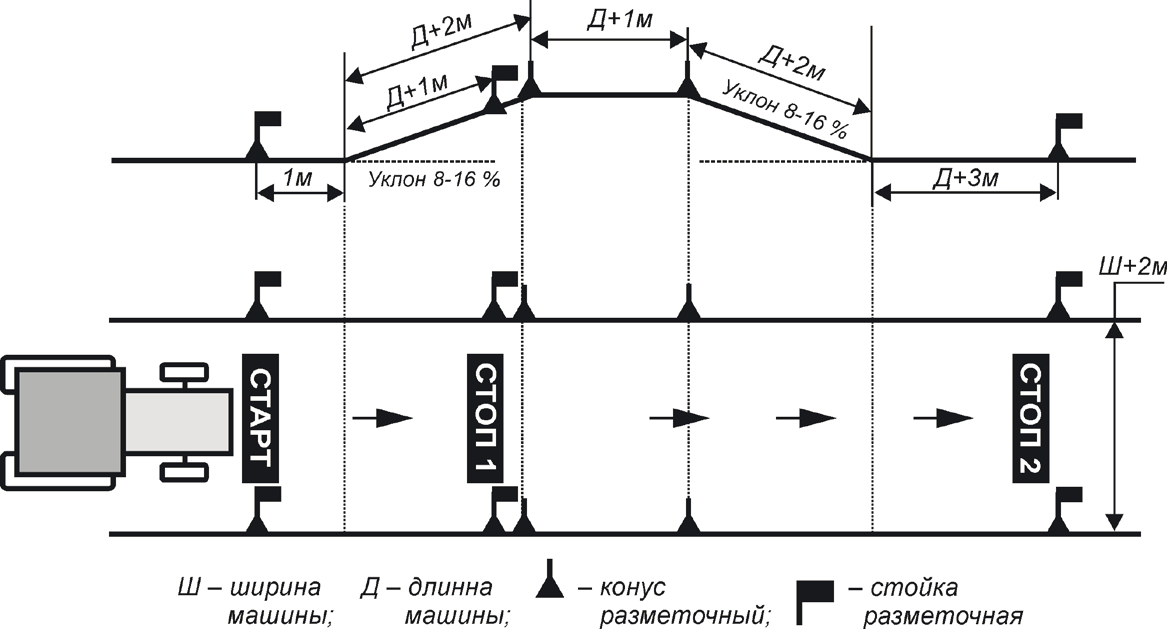 Д+2м
Д+1м
Д+2м
Д+1м
Уклон 8-16 %
1м
Уклон 8-16 %
Д+3м
Ш+2м
СТАРТ
СТОП 1
СТОП 2
Ш – ширина
машины;
Д – длинна
машины;
– конус
разметочный;
– стойка
разметочная